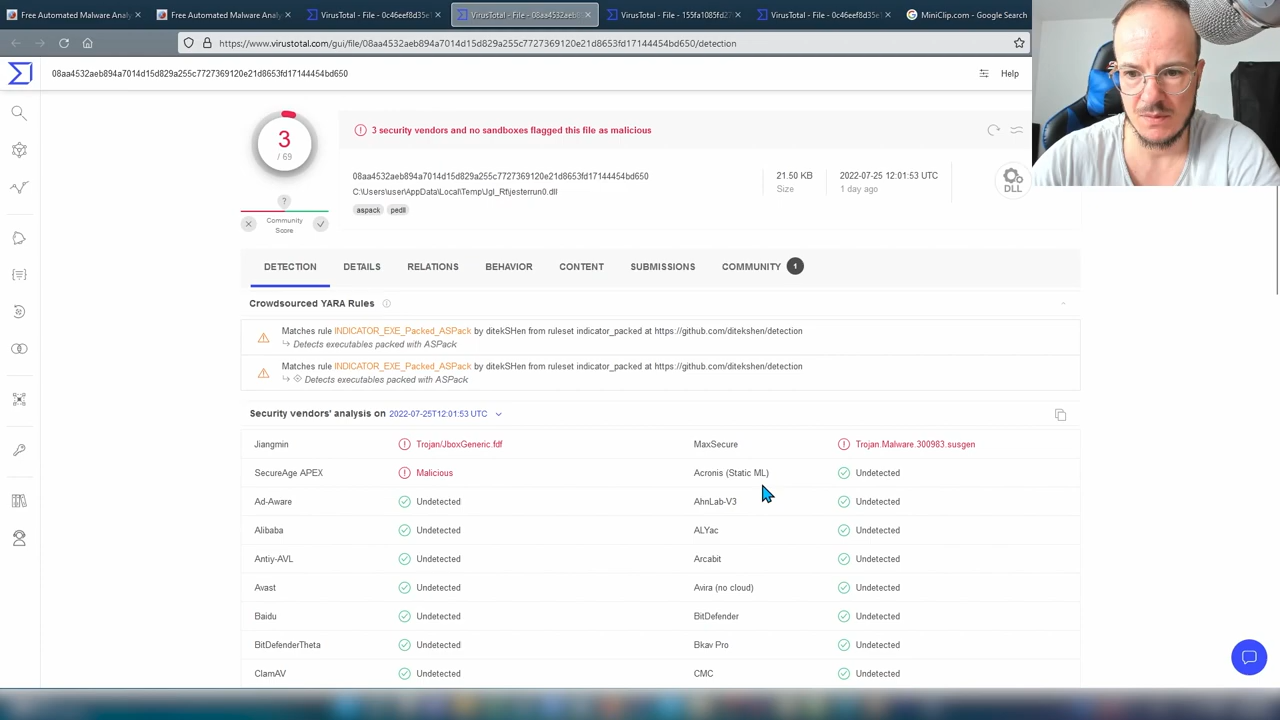 Free Automated Malware Analy
Free Automated Malware Analy
VirusTotal - File - 0c46eef8d35e1
VirusTotal - File - 08aa4532aeb8
VirusTotal - File - 155fa1085fd27
VirusTotal - File - 0c46eef8d35e1
MiniClip.com - Google Search
https://www.virustotal.com/gui/file/08aa4532aeb894a7014d15d829a255c7727369120e21d8653fd17144454bd650/detection
08aa4532aeb894a7014d15d829a255c7727369120e21d8653fd17144454bd650
Help
3
/ 69
3 security vendors and no sandboxes flagged this file as malicious
08aa4532aeb894a7014d15d829a255c7727369120e21d8653fd17144454bd650
C:\Users\user\AppData\Local\Temp\Jgl_Rt\jesterrun0.dll
aspack
pedll
21.50 KB
Size
2022-07-25 12:01:53 UTC
1 day ago
DLL
?
Community
Score
DETECTION
DETAILS
RELATIONS
BEHAVIOR
CONTENT
SUBMISSIONS
COMMUNITY
1
Crowdsourced YARA Rules
Matches rule INDICATOR_EXE_Packed_ASPack by ditekSHen from ruleset indicator_packed at https://github.com/ditekshen/detection
Detects executables packed with ASPack
Matches rule INDICATOR_EXE_Packed_ASPack by ditekSHen from ruleset indicator_packed at https://github.com/ditekshen/detection
Detects executables packed with ASPack
Security vendors' analysis on 2022-07-25T12:01:53 UTC
Jiangmin Trojan/JboxGeneric.fdf MaxSecure Trojan.Malware.300983.susgen
SecureAge APEX Malicious Acronis (Static ML) Undetected
Ad-Aware Undetected AhnLab-V3 Undetected
Alibaba Undetected ALYac Undetected
Antiy-AVL Undetected Arcabit Undetected
Avast Undetected Avira (no cloud) Undetected
Baidu Undetected BitDefender Undetected
BitDefenderTheta Undetected Bkav Pro Undetected
ClamAV Undetected CMC Undetected